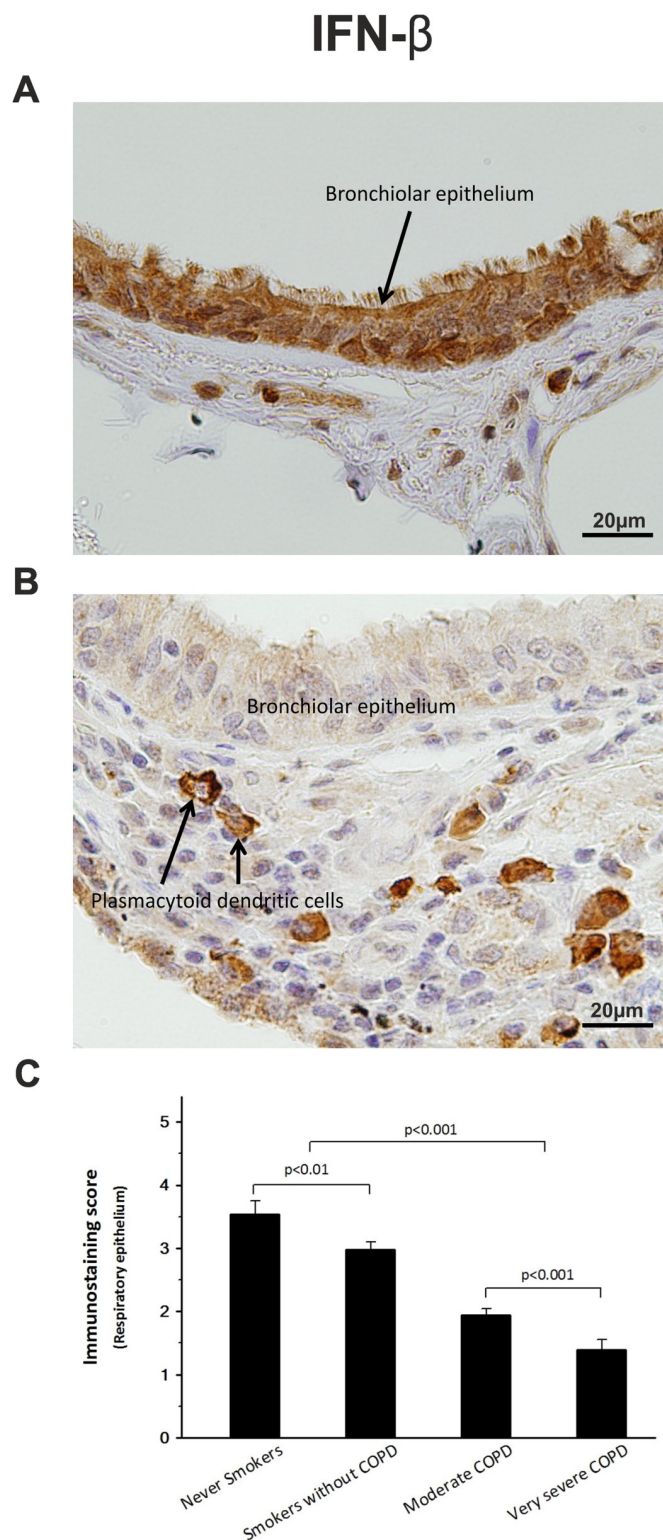 IFN-β
A
Bronchiolar epithelium
20µm
B
Bronchiolar epithelium
Plasmacytoid dendritic cells
20µm
C
Immunostaining score
(Respiratory epithelium)
5
4
3
2
1
0
p<0.001
p<0.01
p<0.001
Never Smokers
Smokers without COPD
Moderate COPD
Very severe COPD